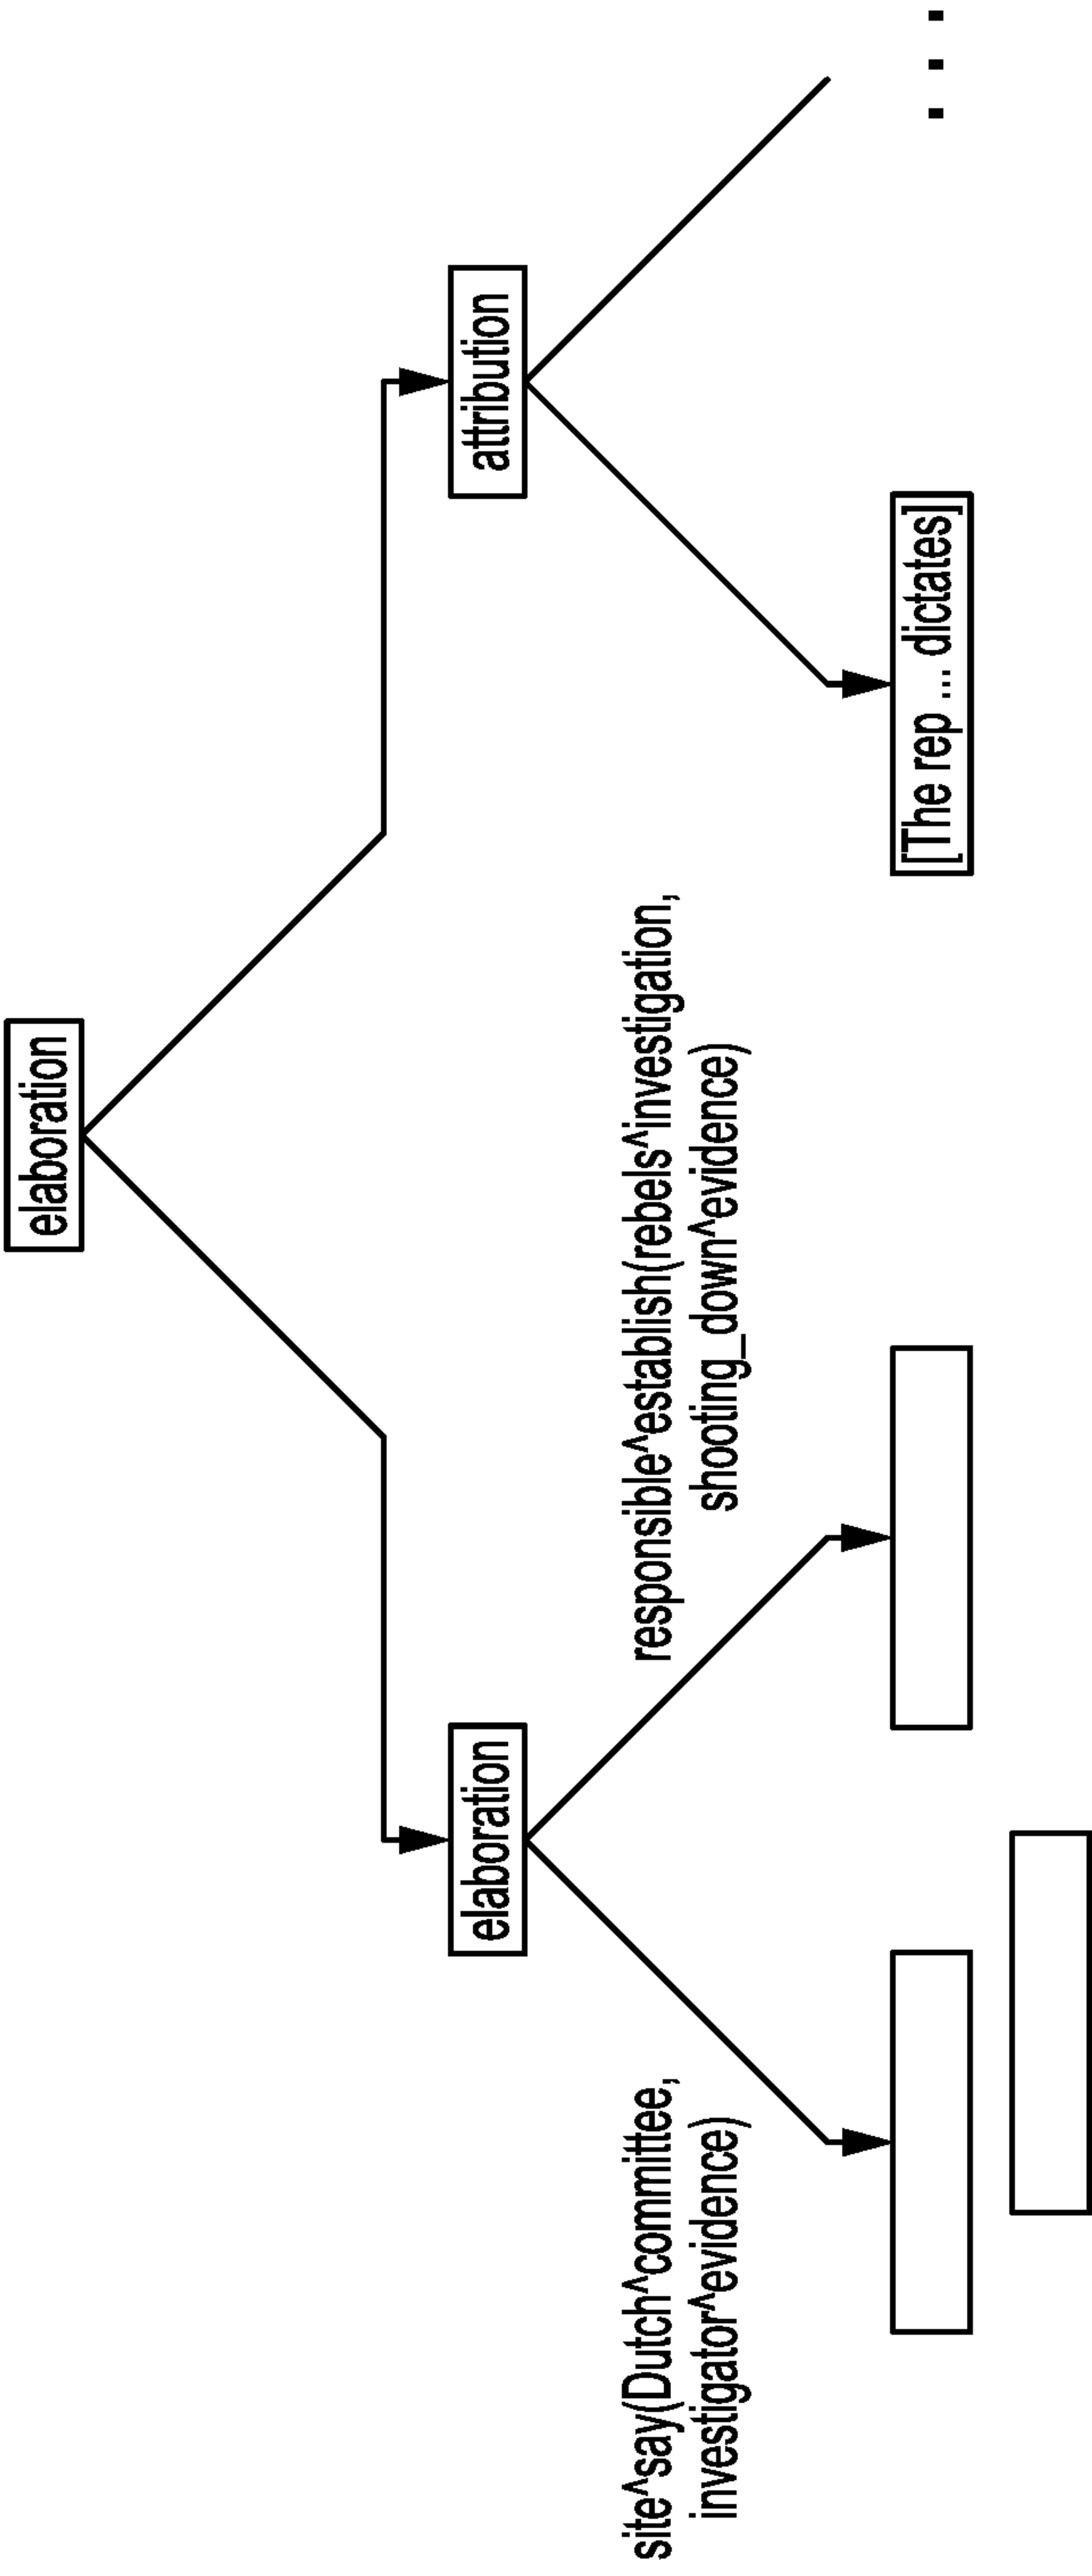 elaboration
elaboration
attribution
site^say(Dutch^committee,
investigator^evidence)
responsible^establish(rebels^investigation,
shooting_down^evidence)
[The rep ... dictates]
...